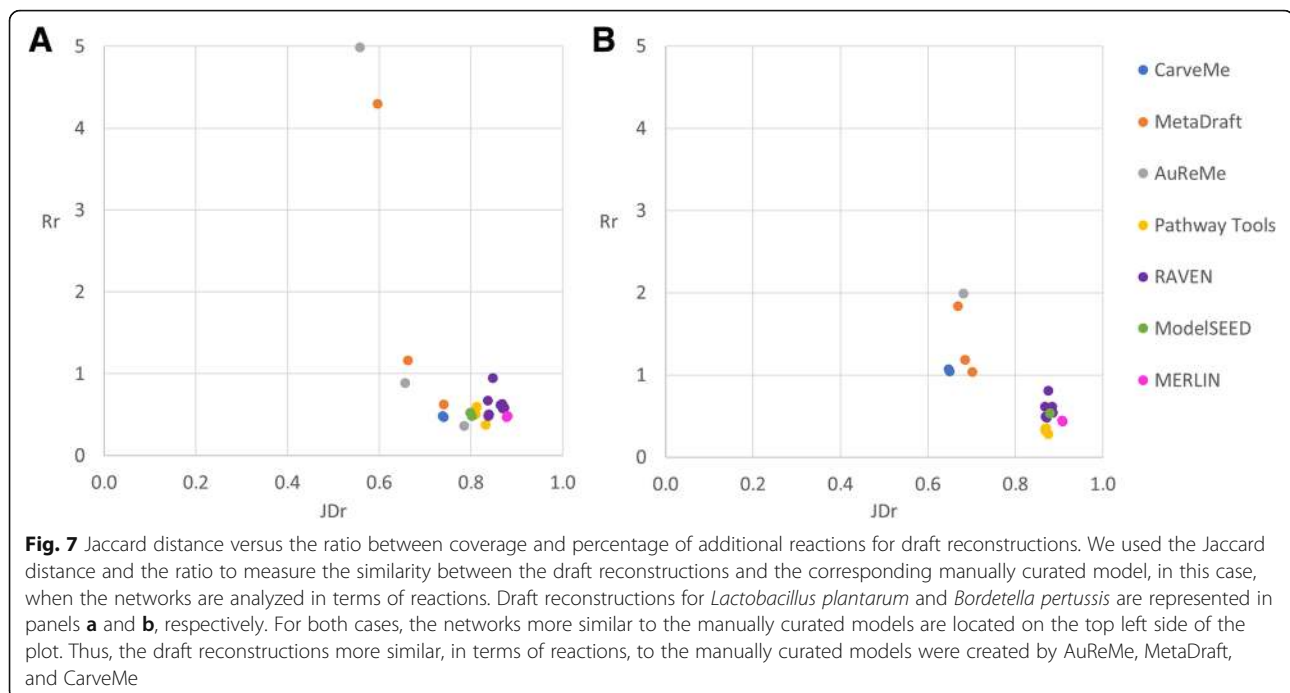 A
B
5
4
3
2
1
0
Rr
0.0 0.2 0.4 0.6 0.8 1.0
JDr
5
4
3
2
1
0
Rr
0.0 0.2 0.4 0.6 0.8 1.0
JDr
CarveMe
MetaDraft
AuReMe
Pathway Tools
RAVEN
ModelSEED
MERLIN
Fig. 7 Jaccard distance versus the ratio between coverage and percentage of additional reactions for draft reconstructions. We used the Jaccard
distance and the ratio to measure the similarity between the draft reconstructions and the corresponding manually curated model, in this case,
when the networks are analyzed in terms of reactions. Draft reconstructions for Lactobacillus plantarum and Bordetella pertussis are represented in
panels a and b, respectively. For both cases, the networks more similar to the manually curated models are located on the top left side of the
plot. Thus, the draft reconstructions more similar, in terms of reactions, to the manually curated models were created by AuReMe, MetaDraft,
and CarveMe